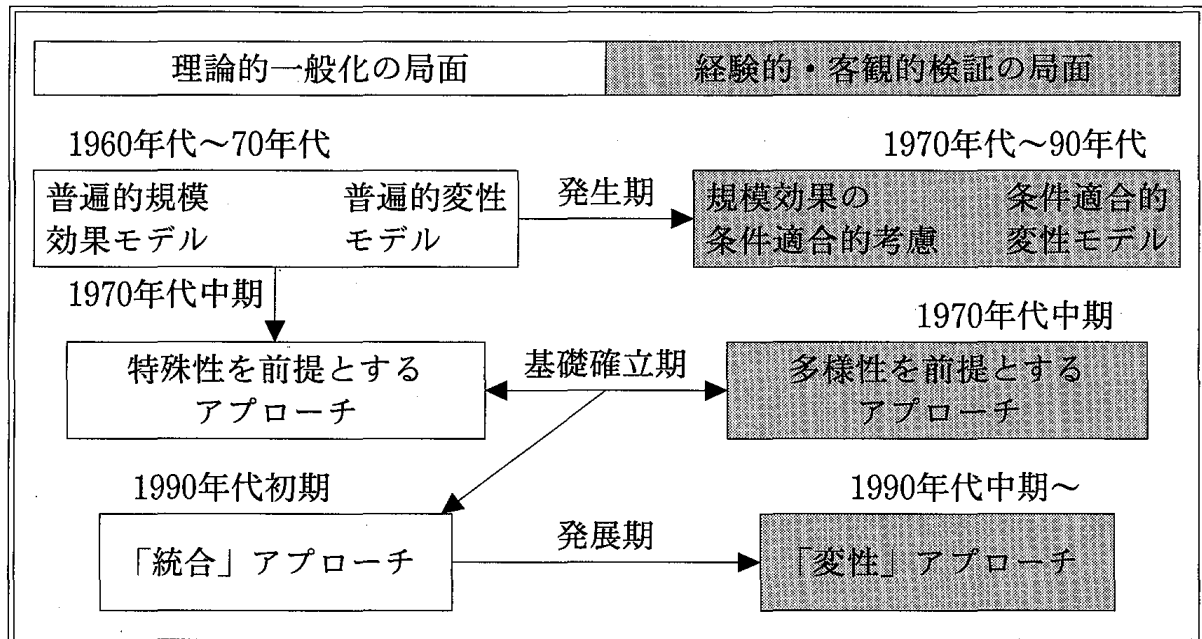 理論的一般化の局面
経験的・客観的検証の局面
1960年代～70年代
1970年代～90年代
普遍的規模
効果モデル
普遍的変性
モデル
発生期
規模効果の
条件適合的考慮
条件適合的
変性モデル
1970年代中期
1970年代中期
特殊性を前提とする
アプローチ
基礎確立期
多様性を前提とする
アプローチ
1990年代初期
1990年代中期～
「統合」アプローチ
発展期
「変性」アプローチ